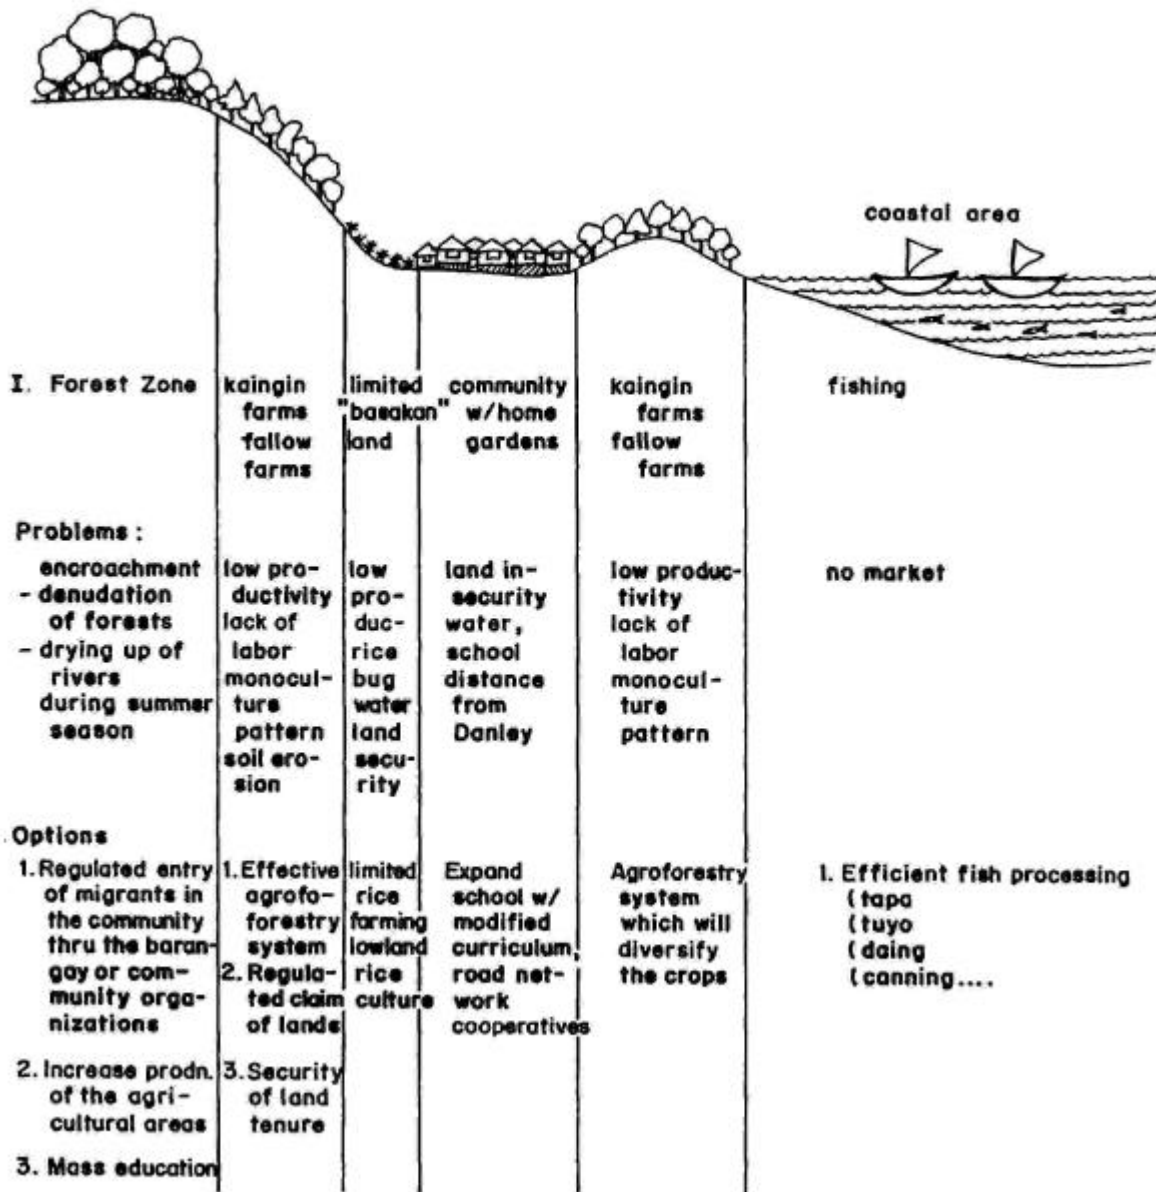 coastal area
I. Forest Zone
kaingin
farms
fallow
farms
limited
"basakan"
land
community
w/home
gardens
kaingin
farms
fallow
farms
fishing
Problems :
encroachment
- denudation
of forests
- drying up of
rivers
during summer
season
low pro-
ductivity
lack of
labor
monocul-
ture
pattern
soil ero-
sion
low
pro-
duc-
rice
bug
water
land
secu-
rity
land in-
security
water,
school
distance
from
Danley
low produc-
tivity
lack of
labor
monocul-
ture
pattern
no market
Options
1. Regulated entry
of migrants in
the community
thru the baran-
gay or com-
munity orga-
nizations
2. Increase prodn.
of the agri-
cultural areas
3. Mass education
1. Effective
agrofo-
forestry
system
2. Regula-
ted claim
of lands
3. Security
of land
tenure
limited
rice
farming
lowland
rice
culture
Expand
school w/
modified
curriculum,
road net-
work
cooperatives
Agroforestry
system
which will
diversify
the crops
1. Efficient fish processing
(tapa
(tuyo
(daing
(canning....